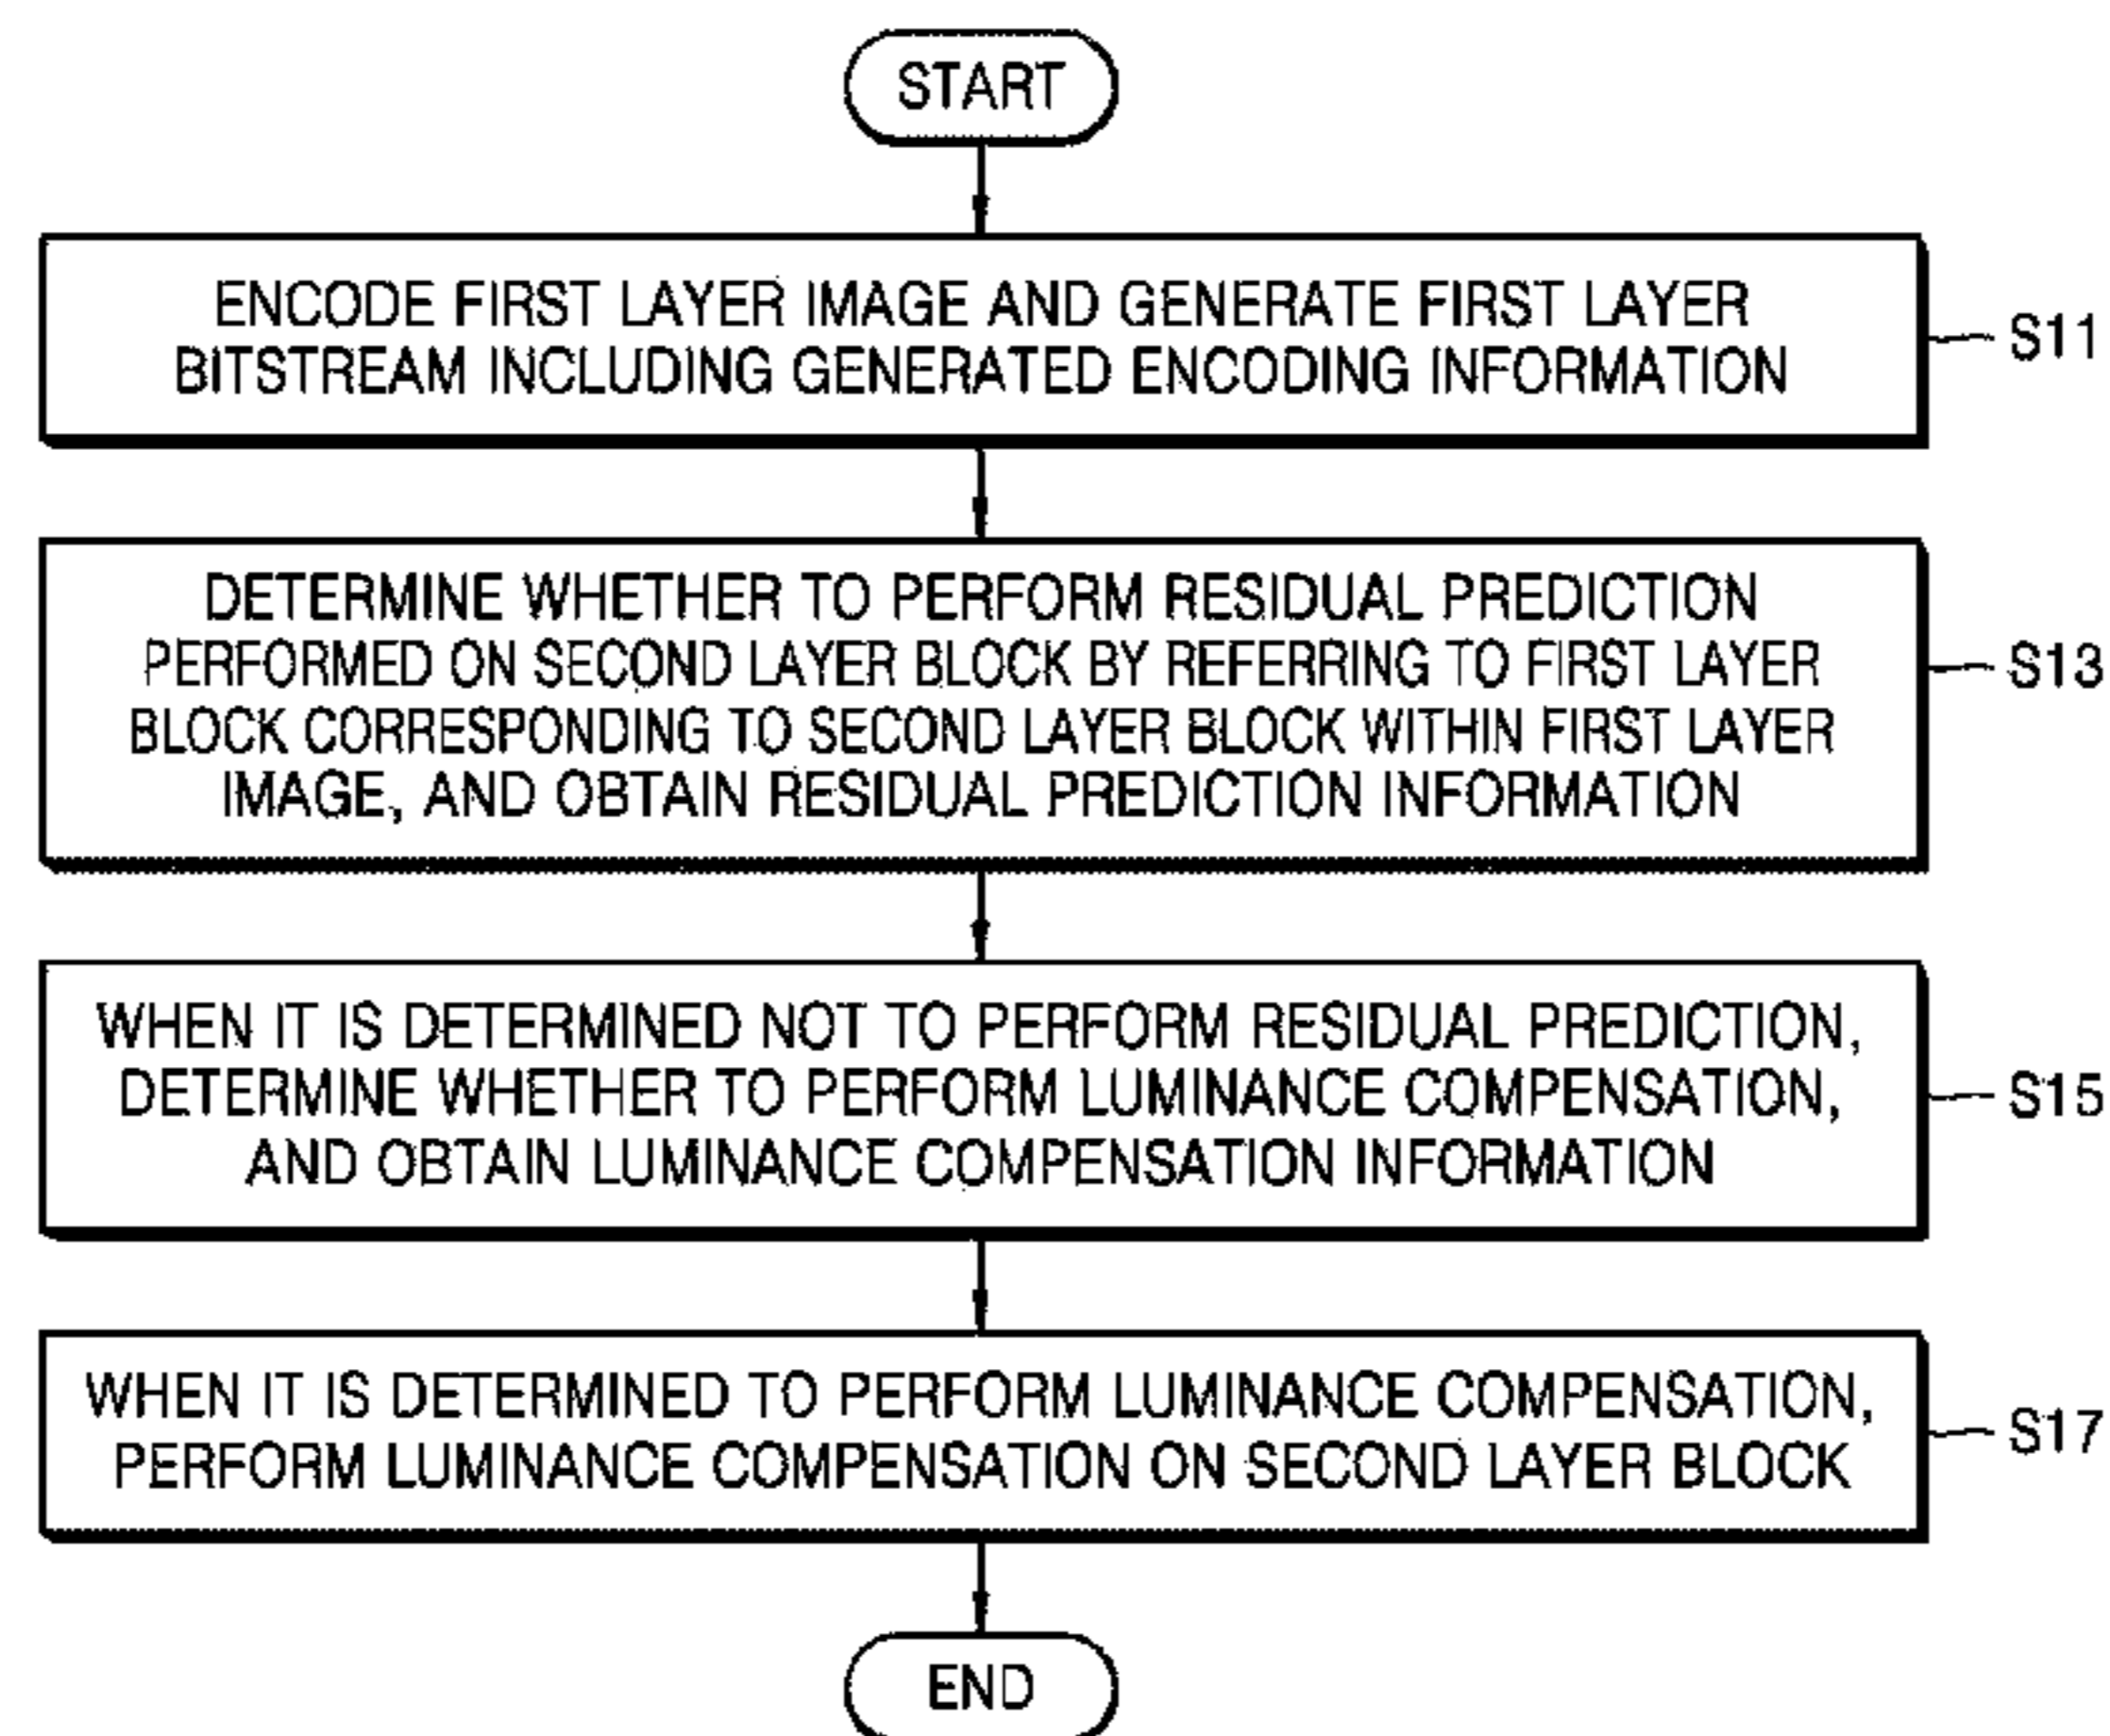 START
ENCODE FIRST LAYER IMAGE AND GENERATE FIRST LAYER
BITSTREAM INCLUDING GENERATED ENCODING INFORMATION
S11
DETERMINE WHETHER TO PERFORM RESIDUAL PREDICTION
PERFORMED ON SECOND LAYER BLOCK BY REFERRING TO FIRST LAYER
BLOCK CORRESPONDING TO SECOND LAYER BLOCK WITHIN FIRST LAYER
IMAGE, AND OBTAIN RESIDUAL PREDICTION INFORMATION
S13
WHEN IT IS DETERMINED NOT TO PERFORM RESIDUAL PREDICTION,
DETERMINE WHETHER TO PERFORM LUMINANCE COMPENSATION,
AND OBTAIN LUMINANCE COMPENSATION INFORMATION
S15
WHEN IT IS DETERMINED TO PERFORM LUMINANCE COMPENSATION,
PERFORM LUMINANCE COMPENSATION ON SECOND LAYER BLOCK
S17
END